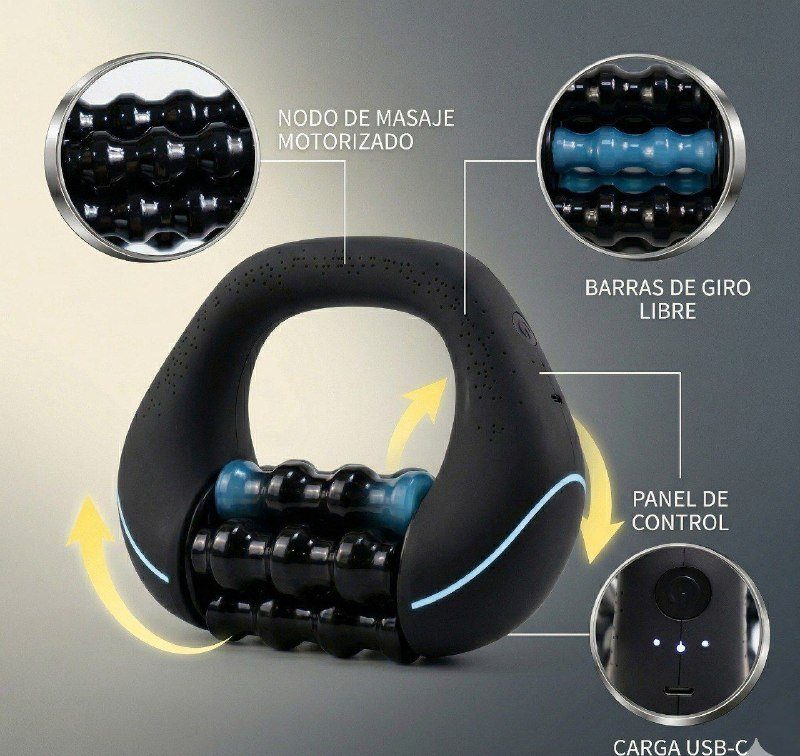 NODO DE MASAJE
MOTORIZADO
BARRAS DE GIRO
LIBRE
PANEL DE
CONTROL
CARGA USB-C